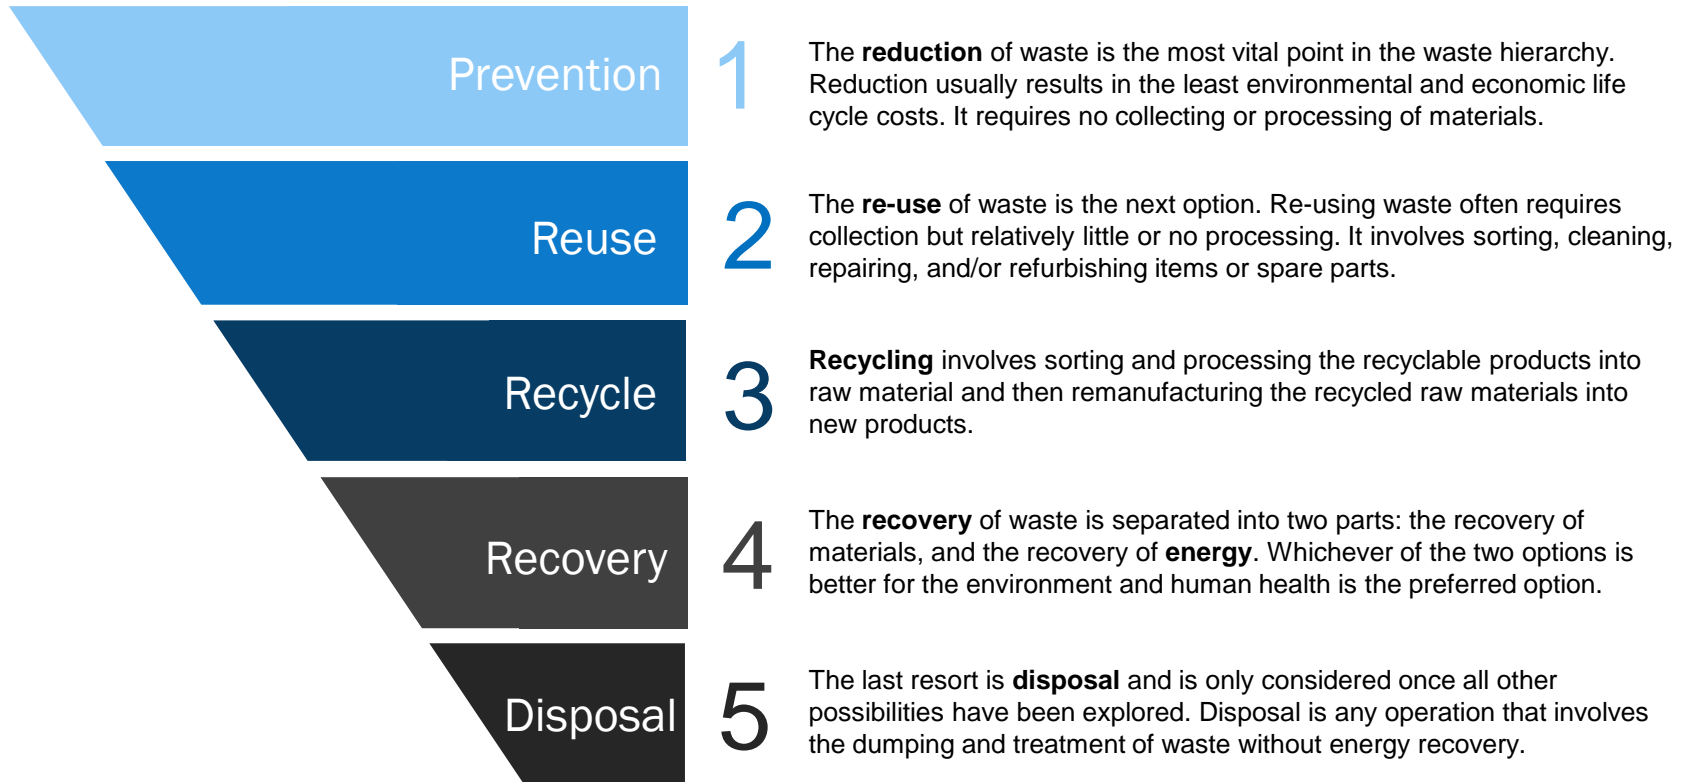 Prevention
1
The reduction of waste is the most vital point in the waste hierarchy.
Reduction usually results in the least environmental and economic life
cycle costs. It requires no collecting or processing of materials.
Reuse
2
The re-use of waste is the next option. Re-using waste often requires
collection but relatively little or no processing. It involves sorting, cleaning,
repairing, and/or refurbishing items or spare parts.
Recycle
3
Recycling involves sorting and processing the recyclable products into
raw material and then remanufacturing the recycled raw materials into
new products.
Recovery
4
The recovery of waste is separated into two parts: the recovery of
materials, and the recovery of energy. Whichever of the two options is
better for the environment and human health is the preferred option.
Disposal
5
The last resort is disposal and is only considered once all other
possibilities have been explored. Disposal is any operation that involves
the dumping and treatment of waste without energy recovery.